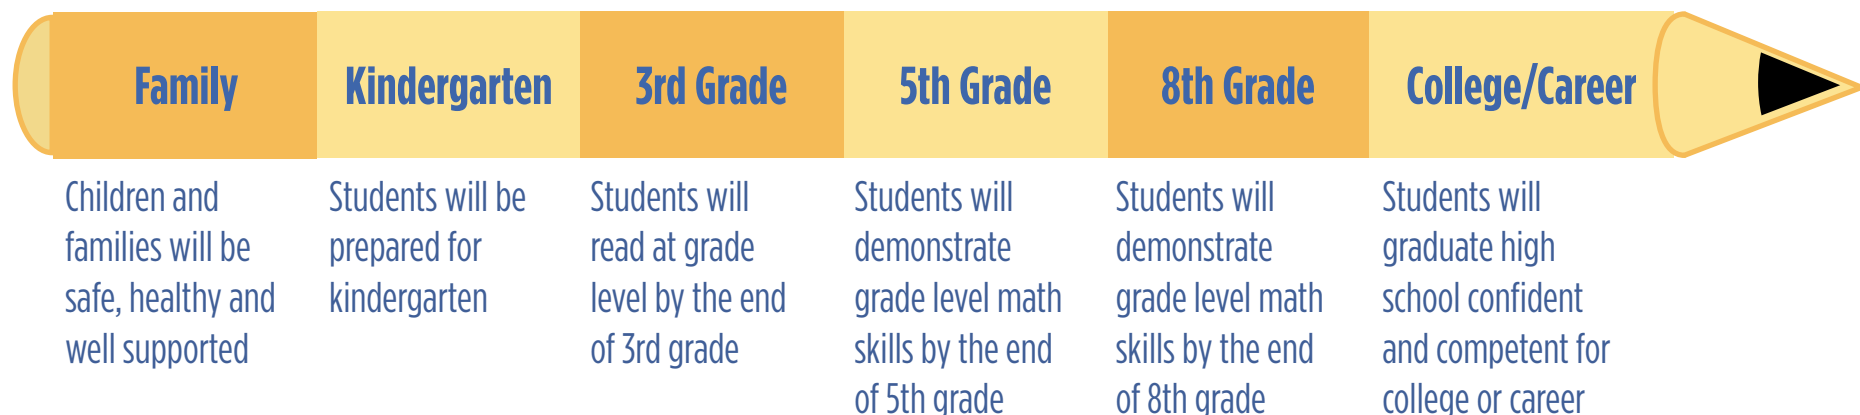 Family
Kindergarten
3rd Grade
5th Grade
8th Grade
College/Career
Children and
families will be
safe, healthy and
well supported
Students will be
prepared for
kindergarten
Students will
read at grade
level by the end
of 3rd grade
Students will
demonstrate
grade level math
skills by the end
of 5th grade
Students will
demonstrate
grade level math
skills by the end
of 8th grade
Students will
graduate high
school confident
and competent for
college or career